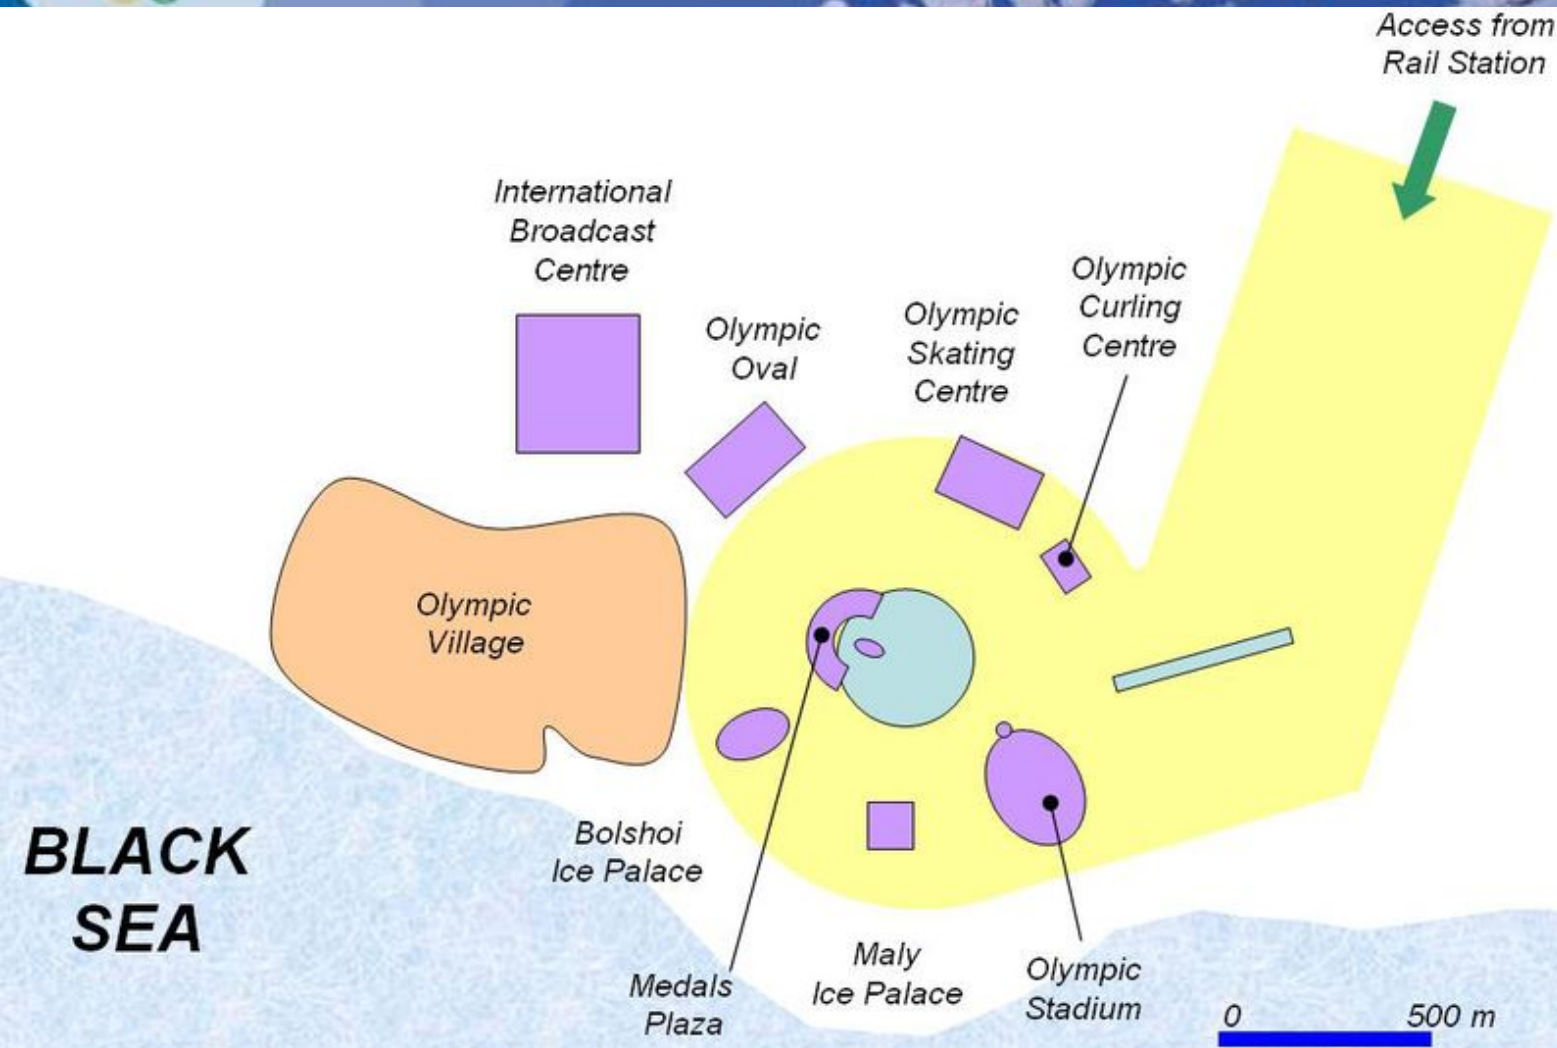 Access from
Rail Station
International
Broadcast
Centre
Olympic
Curling
Centre
Olympic
Skating
Centre
Olympic
Oval
Olympic
Village
Bolshoi
Ice Palace
BLACK
SEA
Medals
Plaza
Maly
Ice Palace
Olympic
Stadium
0 500 m